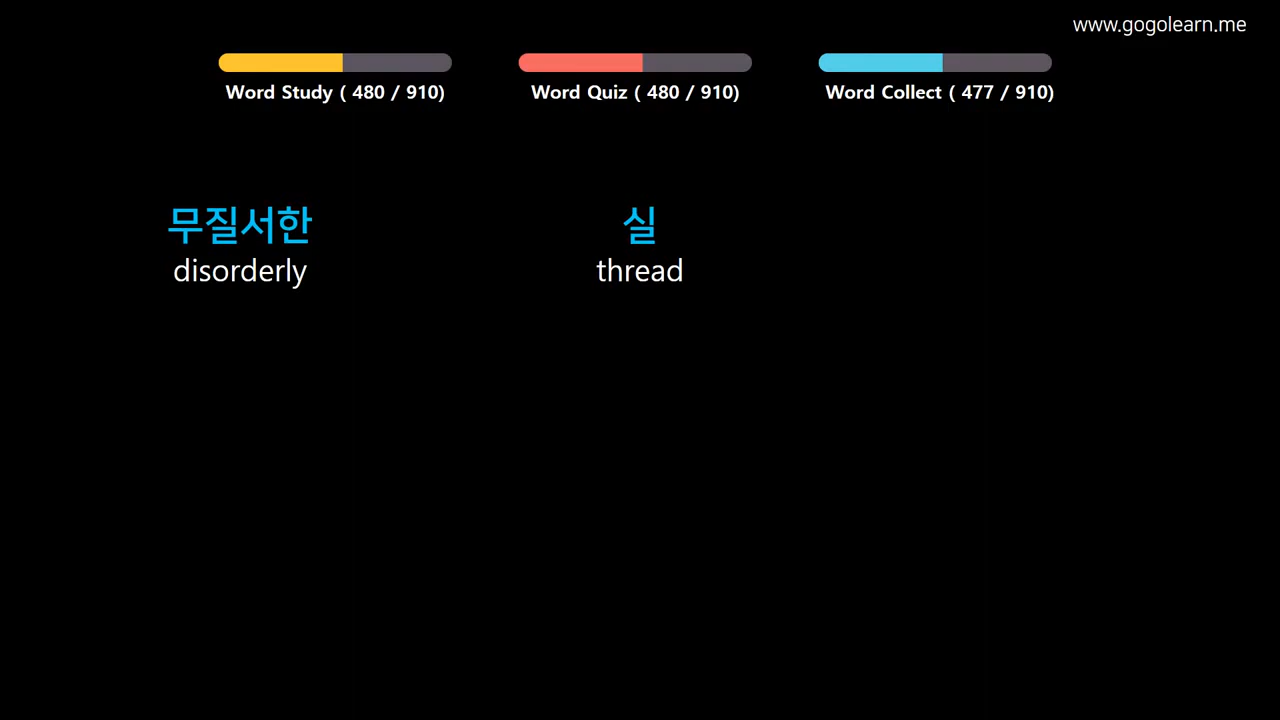 www.gogolearn.me
Word Study ( 480 / 910)
Word Quiz ( 480 / 910)
Word Collect ( 477 / 910)
무질서한
disorderly
실
thread